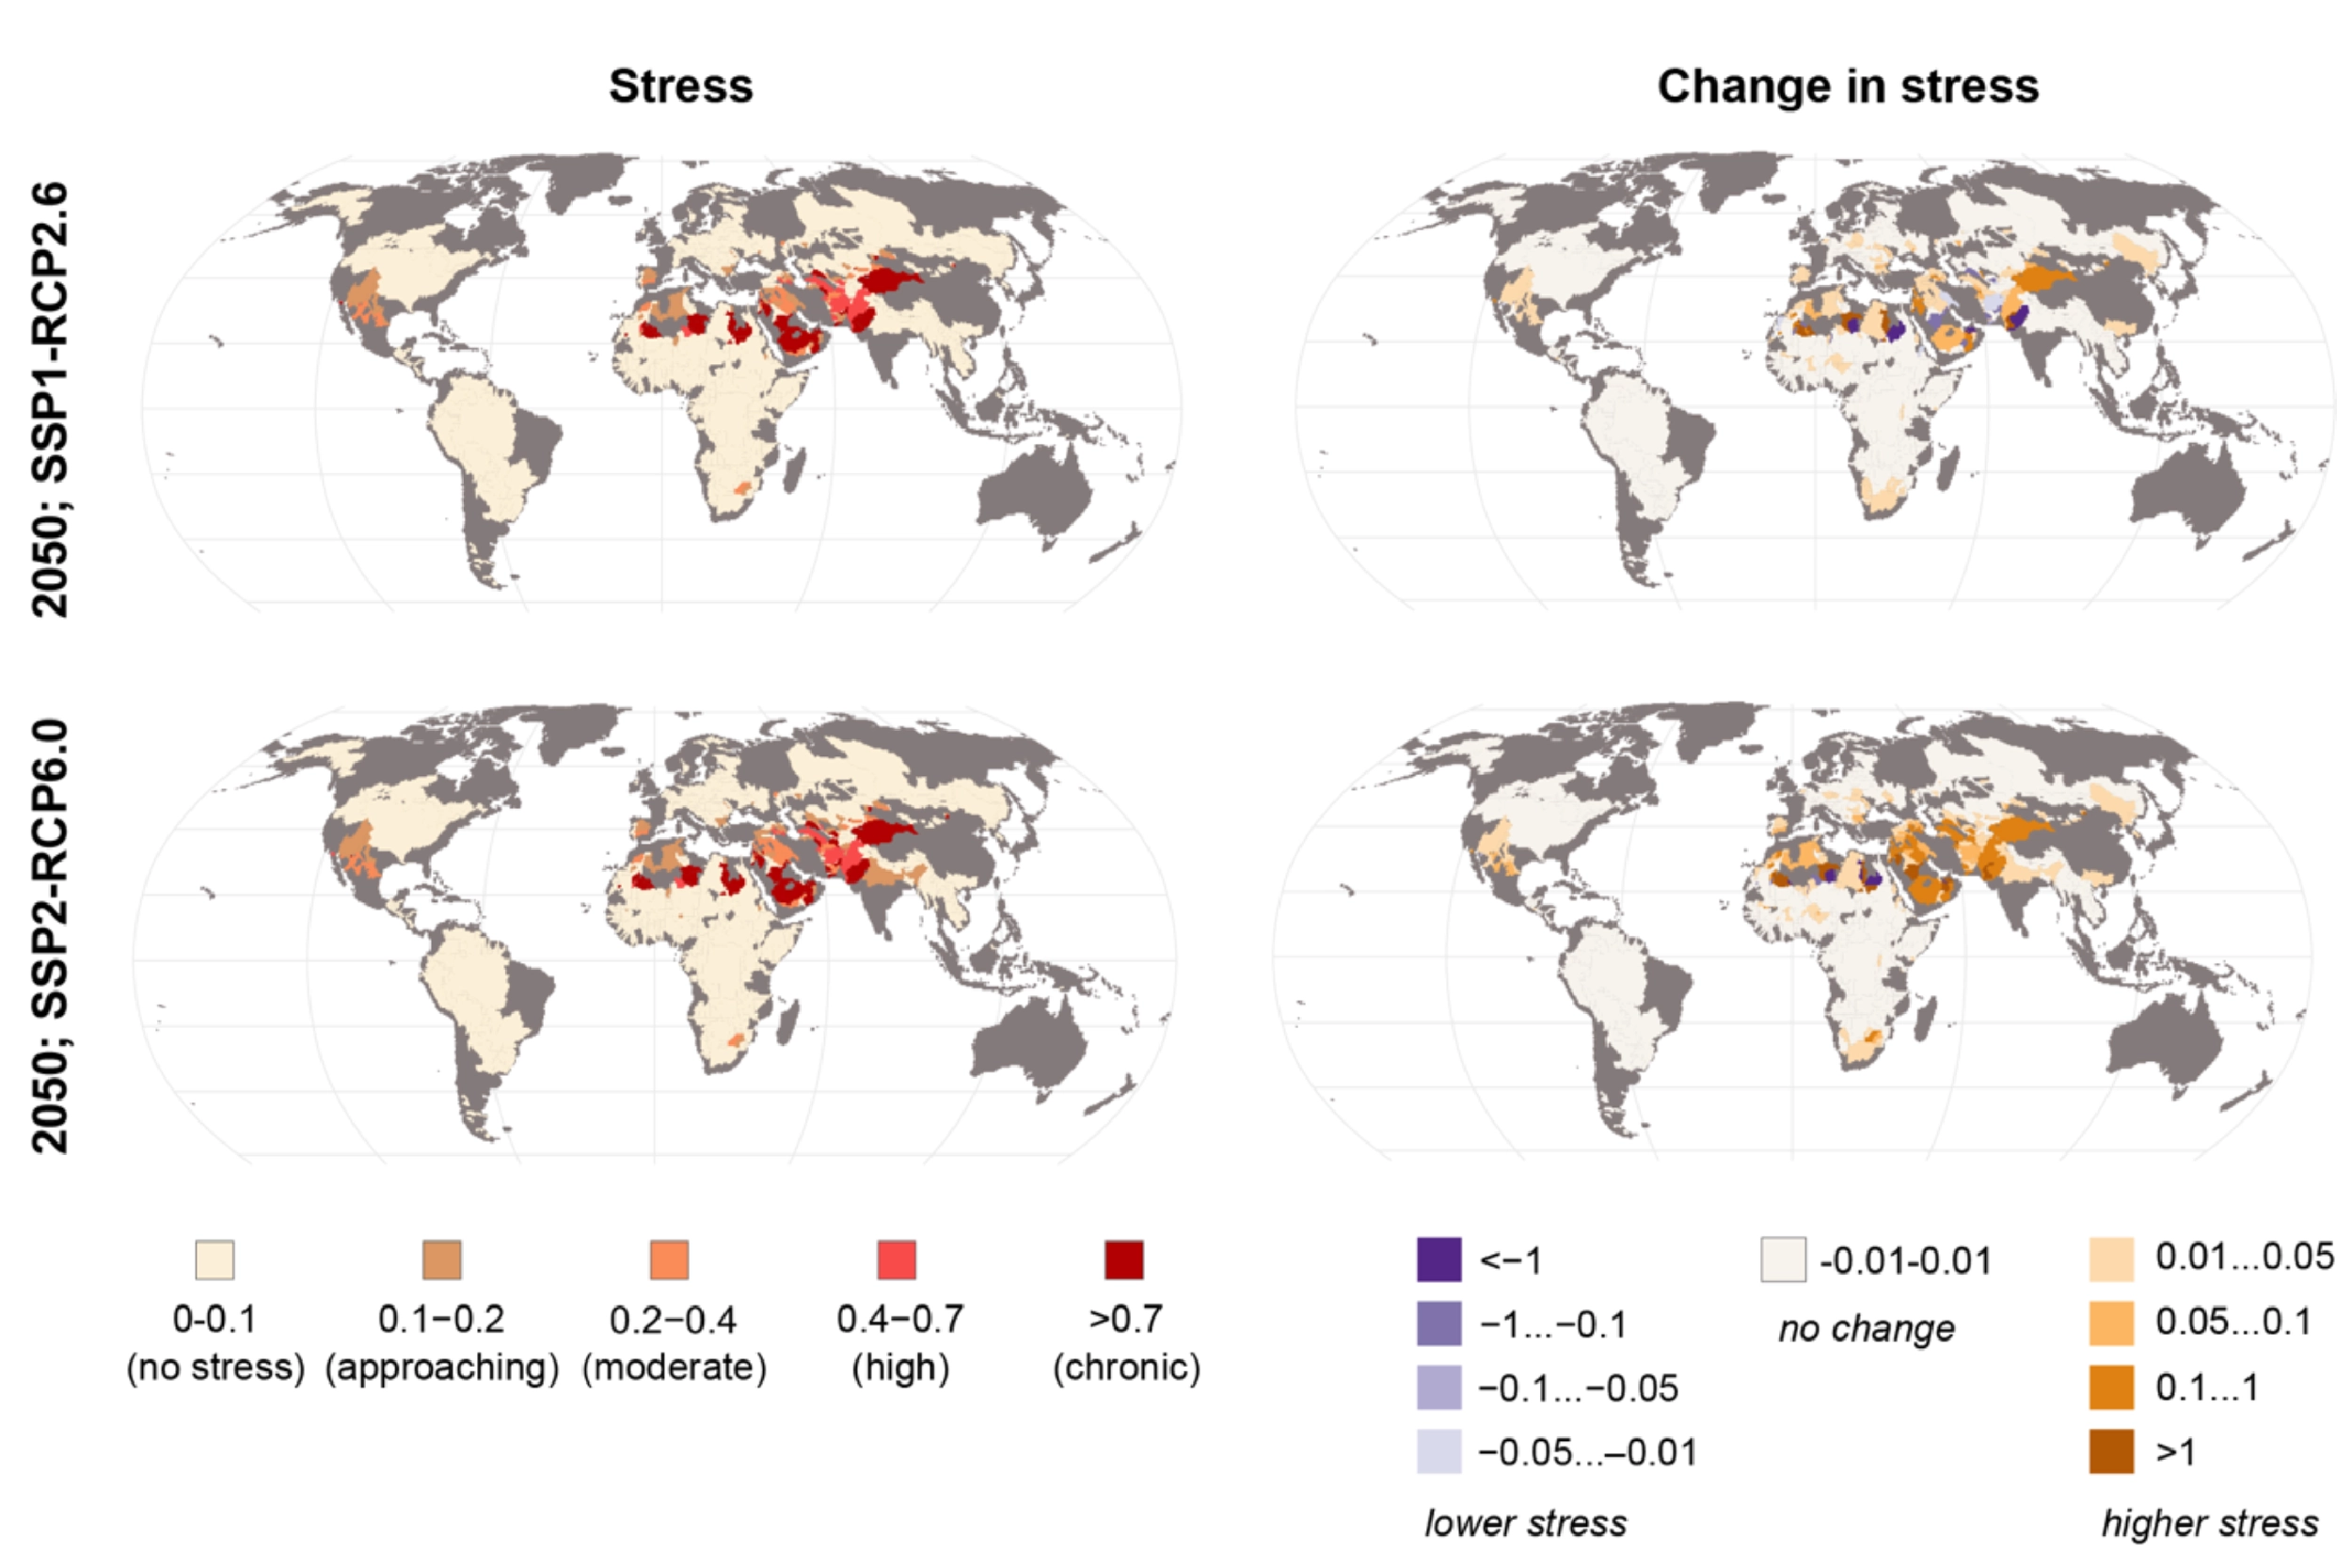 Stress
Change in stress
2050; SSP1-RCP2.6
2050; SSP2-RCP6.0
0-0.1
(no stress)
0.1−0.2
(approaching)
0.2−0.4
(moderate)
0.4−0.7
(high)
>0.7
(chronic)
<−1
−1...−0.1
−0.1...−0.05
−0.05...–0.01
lower stress
-0.01-0.01
no change
0.01...0.05
0.05...0.1
0.1...1
>1
higher stress